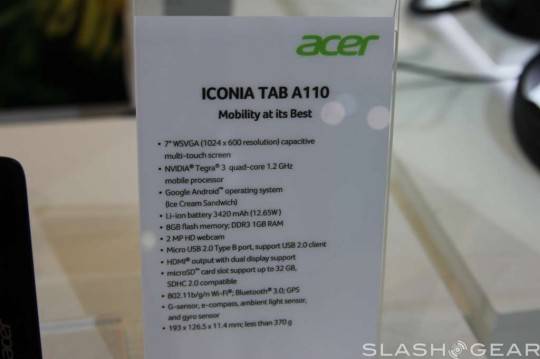 acer
ICONIA TAB A110
Mobility at its Best
• 7" WSVGA (1024 x 600 resolution) capacitive
multi-touch screen
• NVIDIA® Tegra® 3 quad-core 1.2 GHz
mobile processor
• Google Android™ operating system
(Ice Cream Sandwich)
• Li-ion battery 3420 mAh (12.65W)
• 8GB flash memory; DDR3 1GB RAM
• 2 MP HD webcam
• Micro USB 2.0 Type B port, support USB 2.0 client
• HDMI® output with dual display support
• microSD™ card slot support up to 32 GB,
SDHC 2.0 compatible
• 802.11b/g/n Wi-Fi®; Bluetooth® 3.0; GPS
• G-sensor, e-compass, ambient light sensor,
and gyro sensor
• 193 x 126.5 x 11.4 mm; less than 370 g
acer
SLASHGEAR